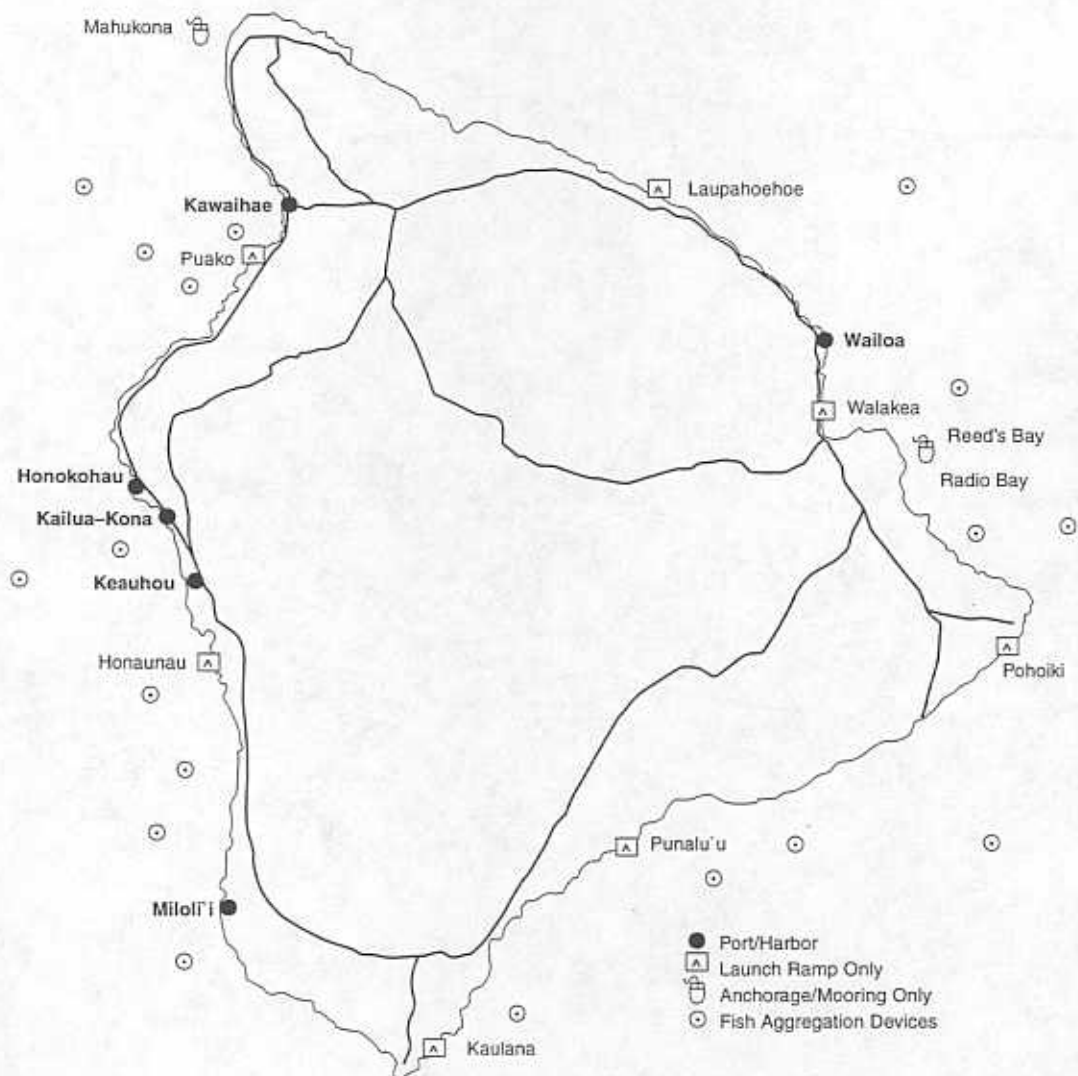 Mahukona
Laupahoehoe
Kawaihae
Puako
Wailoa
Walakea
Reed's Bay
Radio Bay
Honokohau
Kailua–Kona
Keauhou
Honaunau
Pohoiki
Punalu`u
Miloli`i
Port/Harbor
Launch Ramp Only
Anchorage/Mooring Only
Fish Aggregation Devices
Kaulana